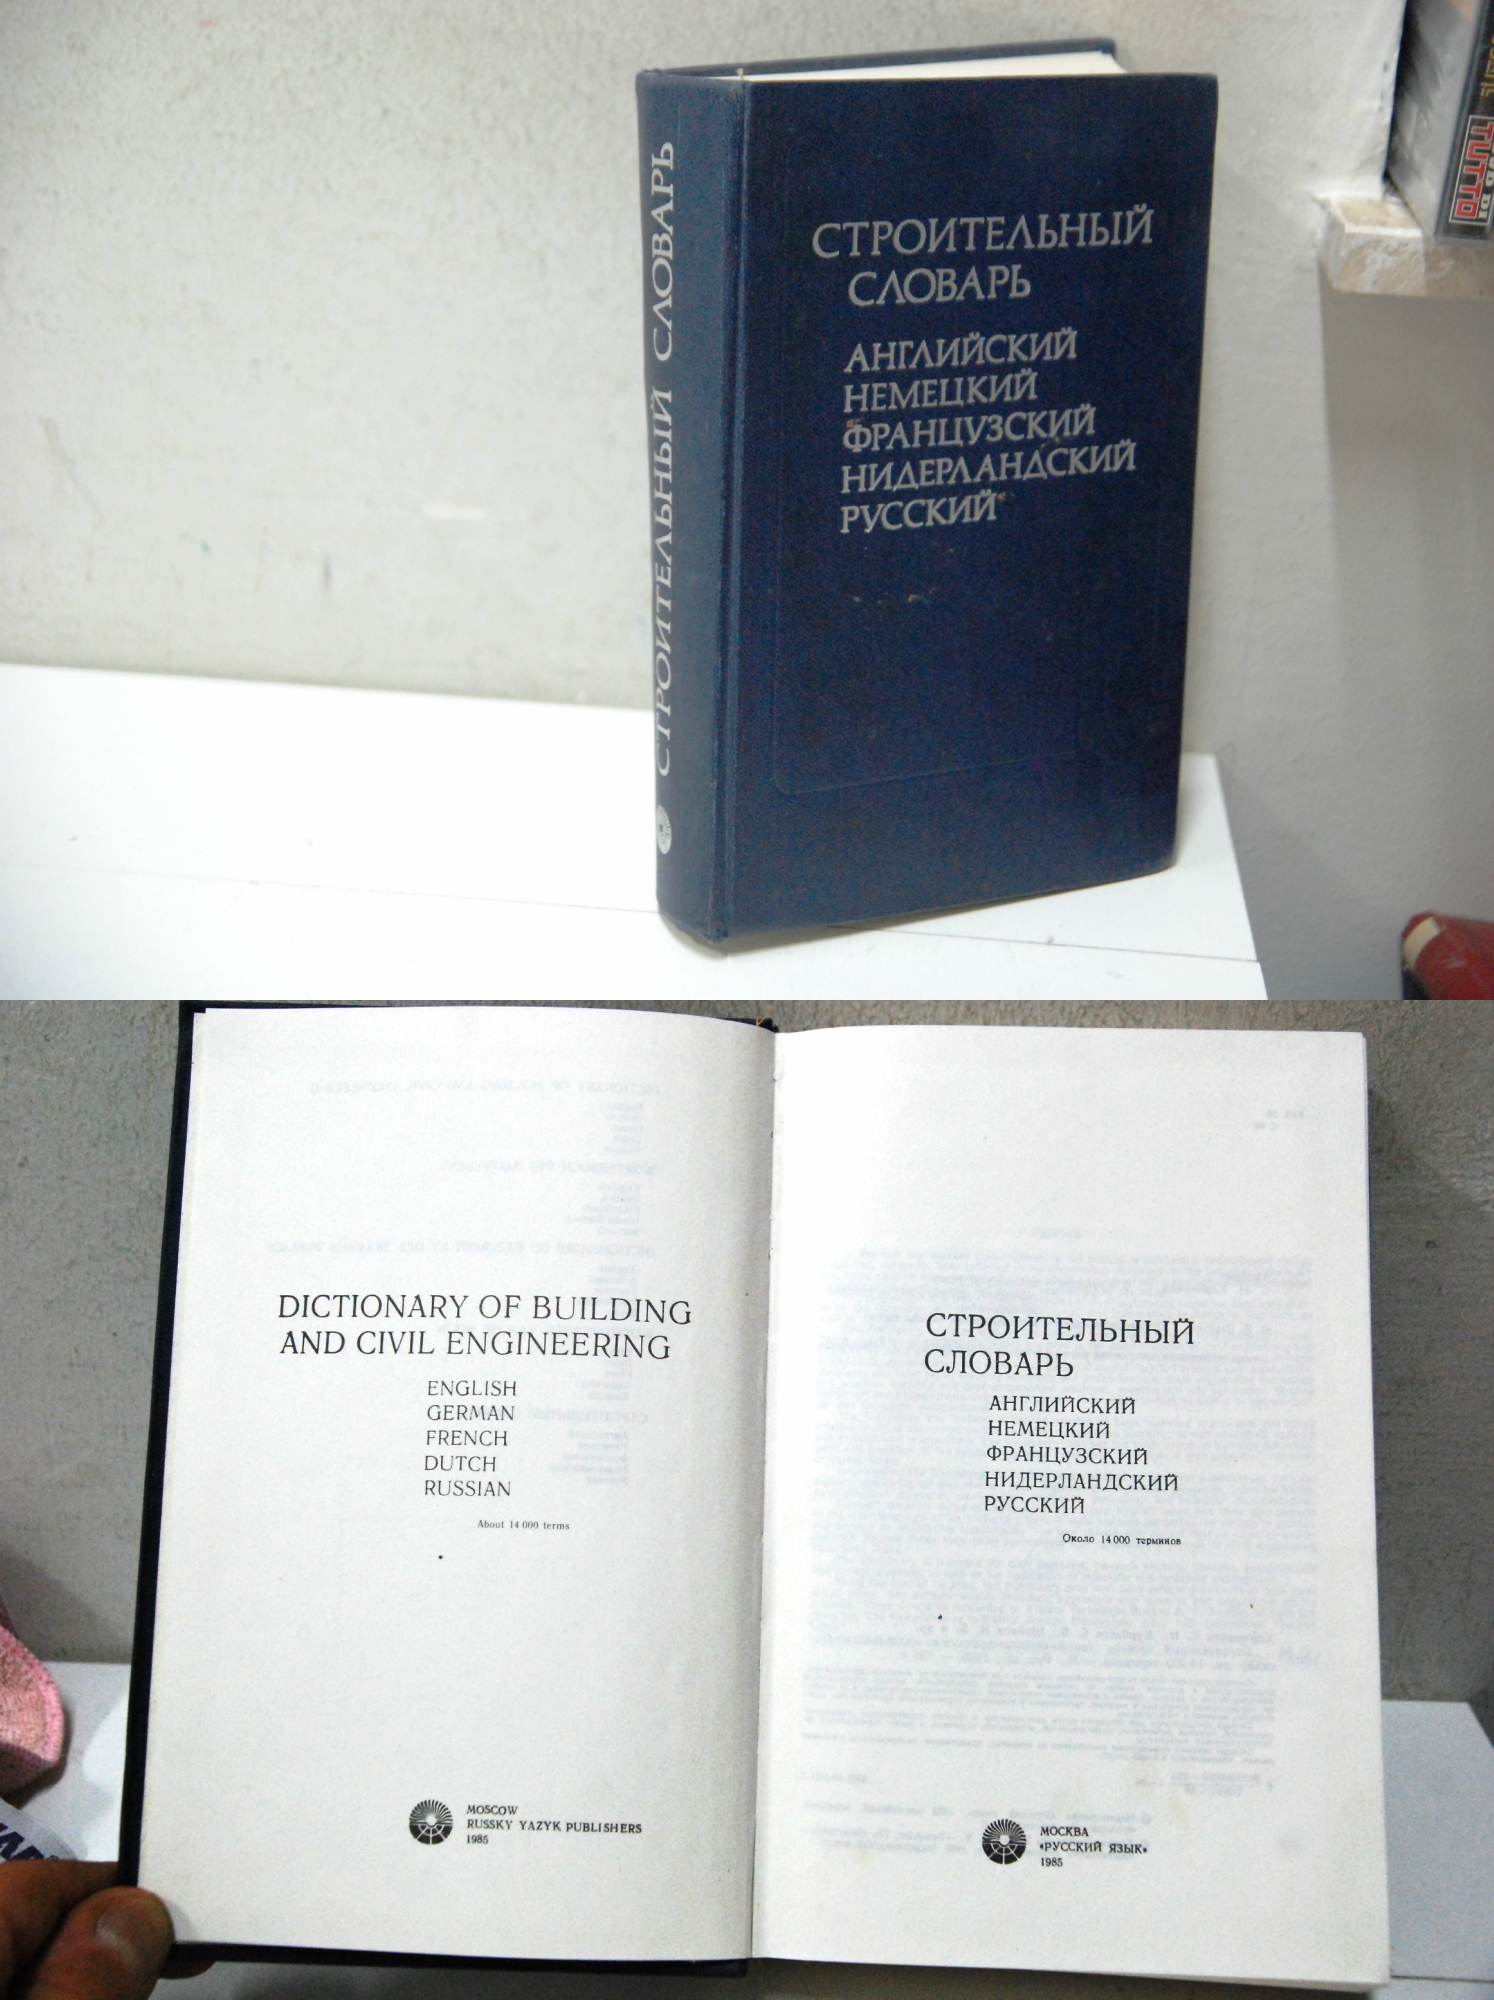 СТРОИТЕЛЬНЫЙ СЛОВАРЬ
СТРОИТЕЛЬНЫЙ
СЛОВАРЬ
АНГЛИЙСКИЙ
НЕМЕЦКИЙ
ФРАНЦУЗСКИЙ
НИДЕРЛАНДСКИЙ
РУССКИЙ
TUTTO
DICTIONARY OF BUILDING
AND CIVIL ENGINEERING
ENGLISH
GERMAN
FRENCH
DUTCH
RUSSIAN
About 14 000 terms
MOSCOW
RUSSKY YAZYK PUBLISHERS
1985
СТРОИТЕЛЬНЫЙ
СЛОВАРЬ
АНГЛИЙСКИЙ
НЕМЕЦКИЙ
ФРАНЦУЗСКИЙ
НИДЕРЛАНДСКИЙ
РУССКИЙ
Около 14 000 терминов
МОСКВА
«РУССКИЙ ЯЗЫК»
1985